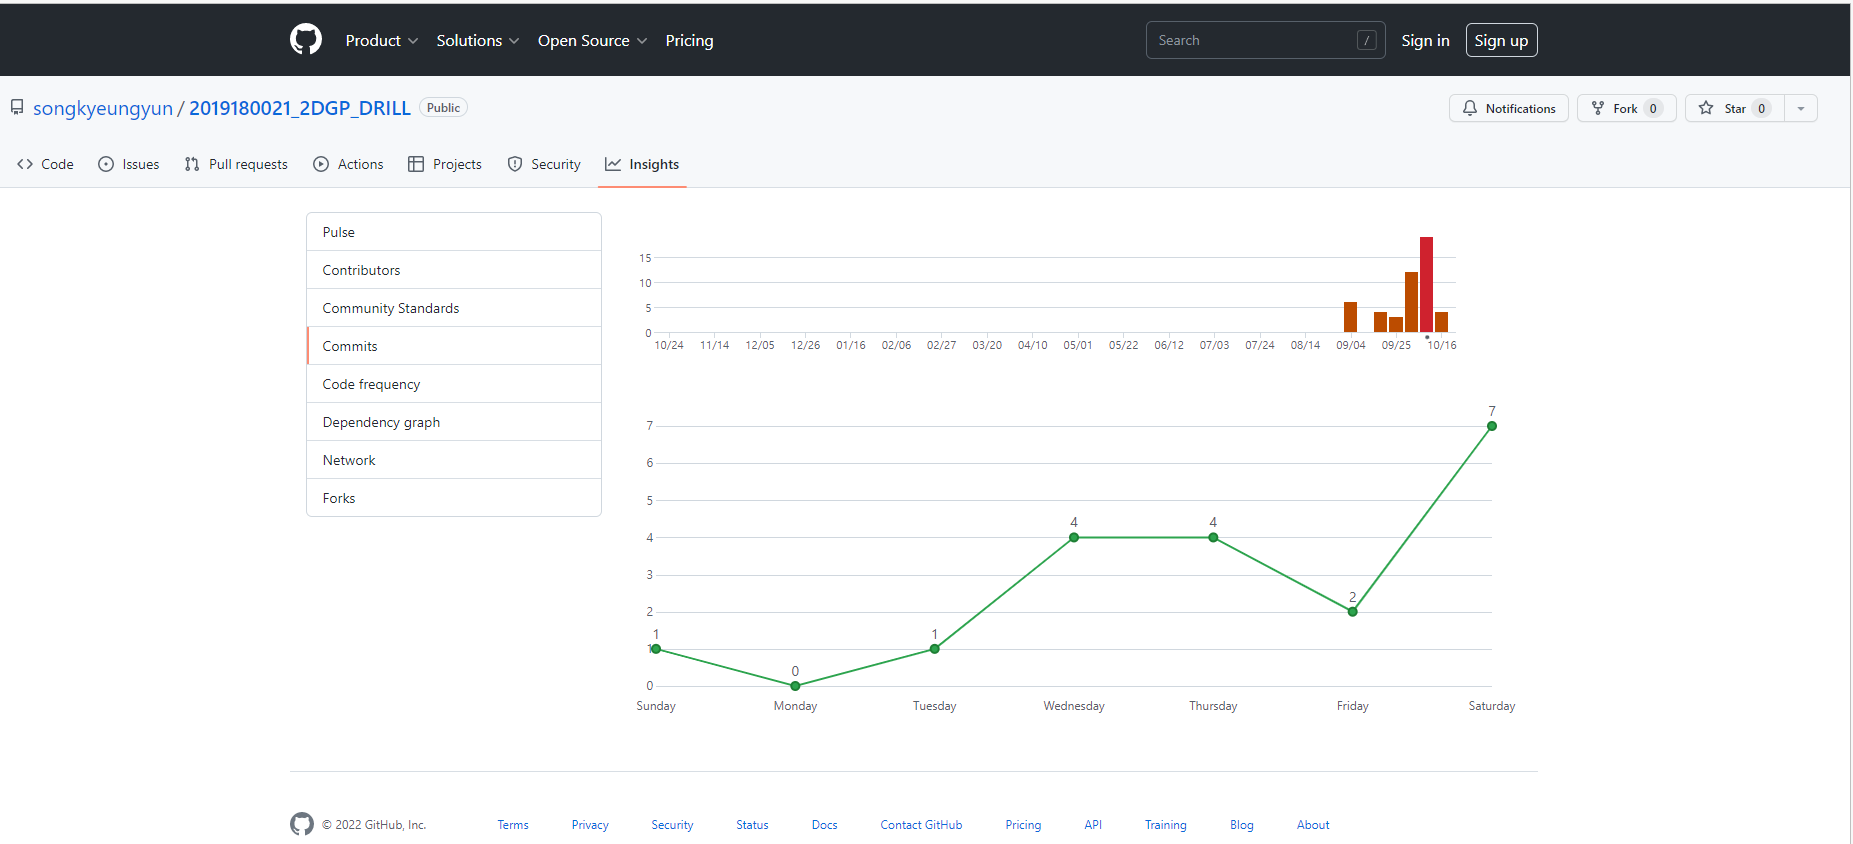 Product Solutions Open Source Pricing Search / Sign in Sign up
songkyeungyun / 2019180021_2DGP_DRILL Public Notifications Fork 0 Star 0
Code Issues Pull requests Actions Projects Security Insights
Pulse
Contributors
Community Standards
Commits
Code frequency
Dependency graph
Network
Forks
15
10
5
0
10/24 11/14 12/05 12/26 01/16 02/06 02/27 03/20 04/10 05/01 05/22 06/12 07/03 07/24 08/14 09/04 09/25 10/16
7
7
6
5
4 4
4
3
2
2
1 1
1
0
0
Sunday Monday Tuesday Wednesday Thursday Friday Saturday
© 2022 GitHub, Inc. Terms Privacy Security Status Docs Contact GitHub Pricing API Training Blog About